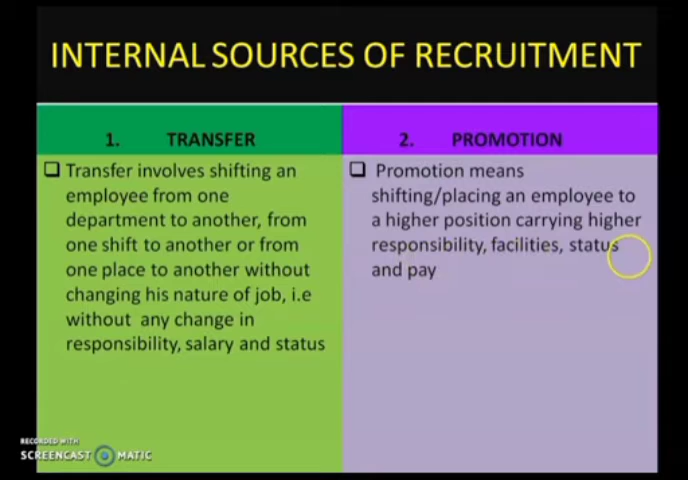 INTERNAL SOURCES OF RECRUITMENT
1. TRANSFER
Transfer involves shifting an
employee from one
department to another, from
one shift to another or from
one place to another without
changing his nature of job, i.e
without any change in
responsibility, salary and status
2. PROMOTION
Promotion means
shifting/placing an employee to
a higher position carrying higher
responsibility, facilities, status
and pay
RECORDED WITH
SCREENCAST MATIC